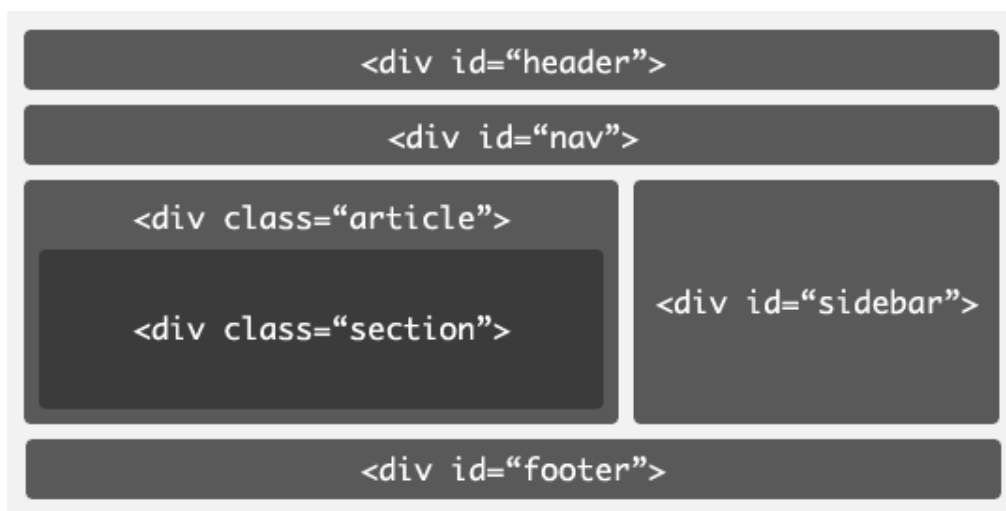 <div id=“header”>
<div id=“nav”>
<div class=“article”>
<div class=“section”>
<div id=“sidebar”>
<div id=“footer”>